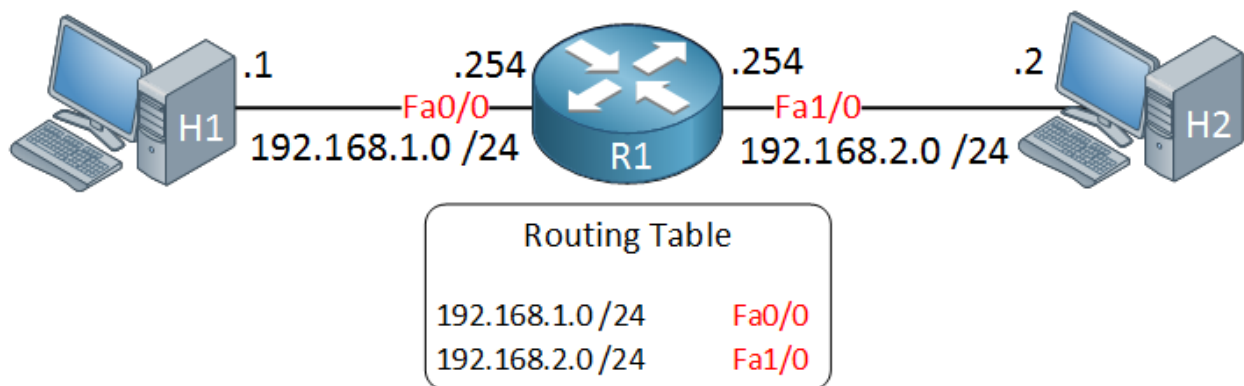 .1
.254
.254
.2
H1
Fa0/0
Fa1/0
H2
192.168.1.0 /24
R1
192.168.2.0 /24
Routing Table
192.168.1.0 /24 Fa0/0
192.168.2.0 /24 Fa1/0